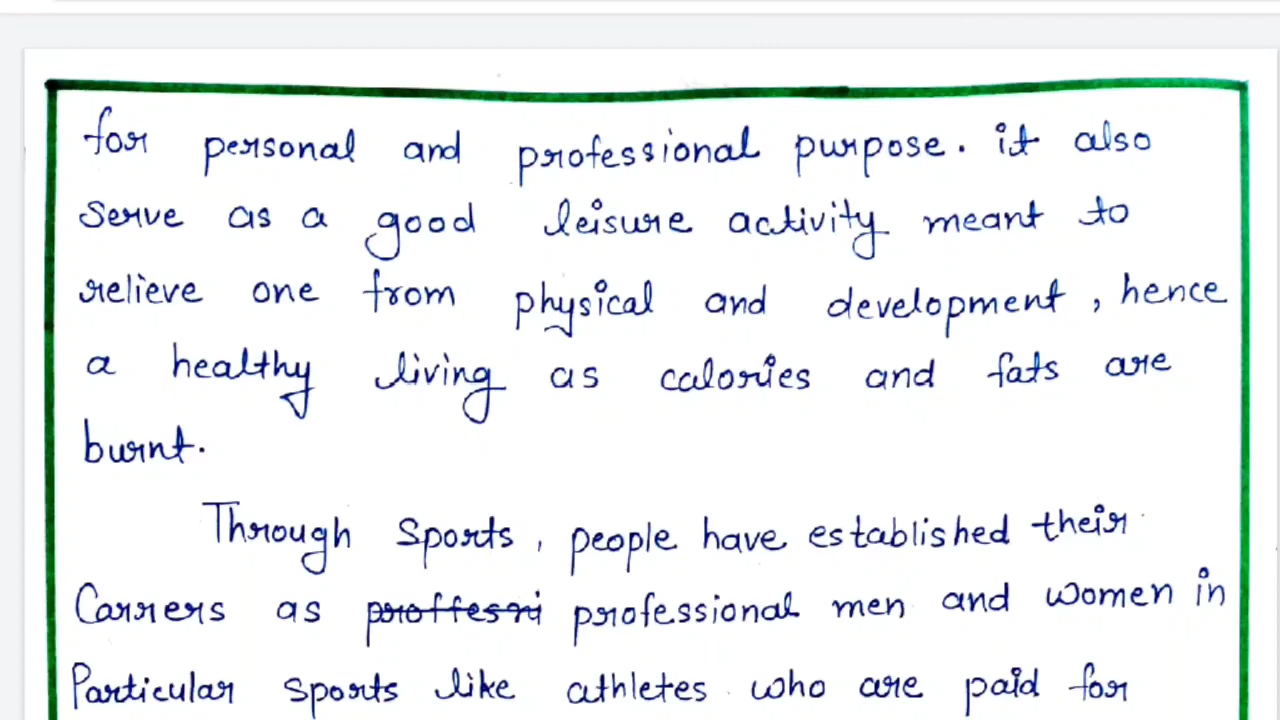 for personal and professional purpose. it also
serve as a good leisure activity meant to
relieve one from physical and development, hence
a healthy living as calories and fats are
burnt.
Through Sports, people have established their
Carrers as proffesri professional men and women in
Particular sports like athletes who are paid for